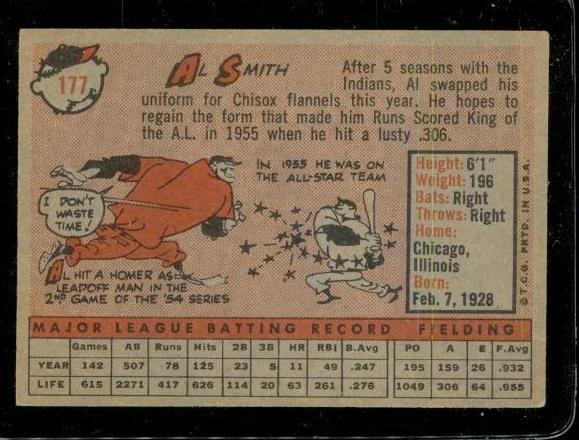 177
AL SMITH
After 5 seasons with the
Indians, Al swapped his
uniform for Chisox flannels this year. He hopes to
regain the form that made him Runs Scored King of
the A.L. in 1955 when he hit a lusty .306.
I DON'T
WASTE
TIME!
AL HIT A HOMER AS
LEADOFF MAN IN THE
2ND GAME OF THE '54 SERIES
IN 1955 HE WAS ON
THE ALL-STAR TEAM
Height: 6'1"
Weight: 196
Bats: Right
Throws: Right
Home:
Chicago,
Illinois
Born:
Feb. 7, 1928
© T.C.G. PRTD. IN U.S.A.
MAJOR LEAGUE BATTING RECORD FIELDING
Games AB Runs Hits 2B 3B HR RBI B.Avg PO A E F.Avg
YEAR 142 507 78 125 23 5 11 49 .247 195 159 26 .932
LIFE 615 2271 417 626 114 20 63 261 .276 1049 306 64 .955